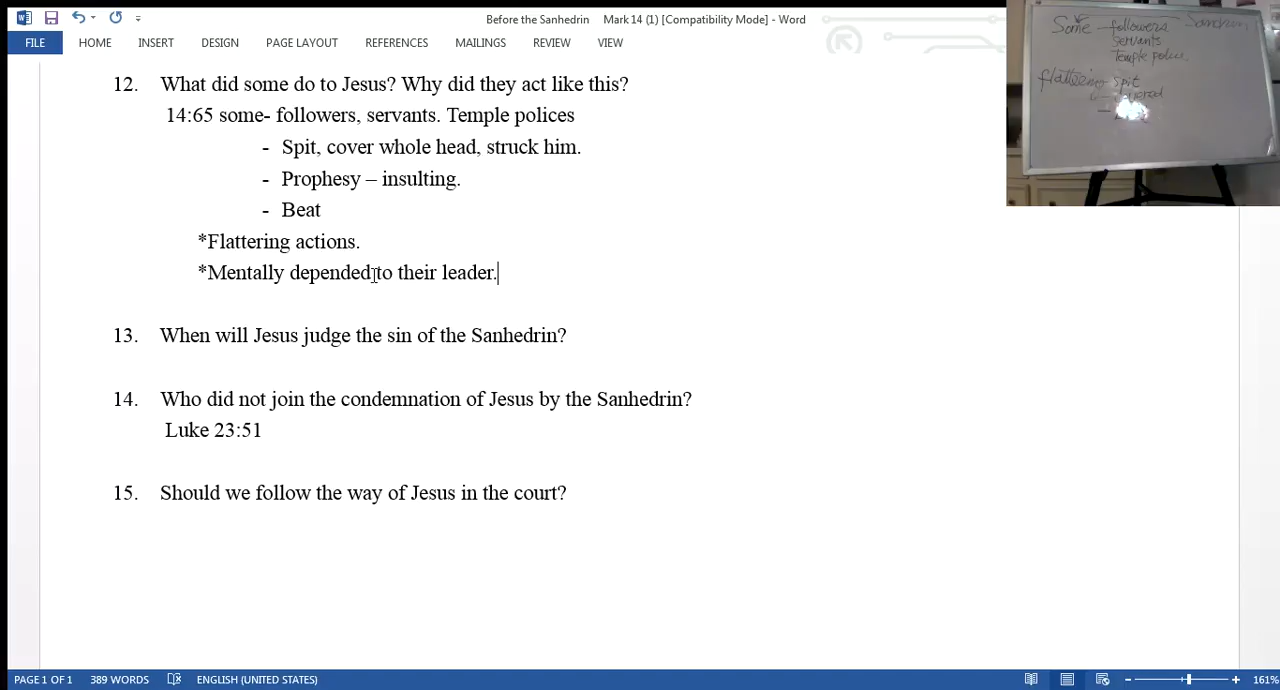 Before the Sanhedrin Mark 14 (1) [Compatibility Mode] - Word
FILE HOME INSERT DESIGN PAGE LAYOUT REFERENCES MAILINGS REVIEW VIEW
12. What did some do to Jesus? Why did they act like this?
14:65 some- followers, servants. Temple polices
- Spit, cover whole head, struck him.
- Prophesy – insulting.
- Beat
*Flattering actions.
*Mentally depended to their leader.
13. When will Jesus judge the sin of the Sanhedrin?
14. Who did not join the condemnation of Jesus by the Sanhedrin?
Luke 23:51
15. Should we follow the way of Jesus in the court?
Some - followers
servants
Temple police
flattering spit
PAGE 1 OF 1 389 WORDS ENGLISH (UNITED STATES) 161%